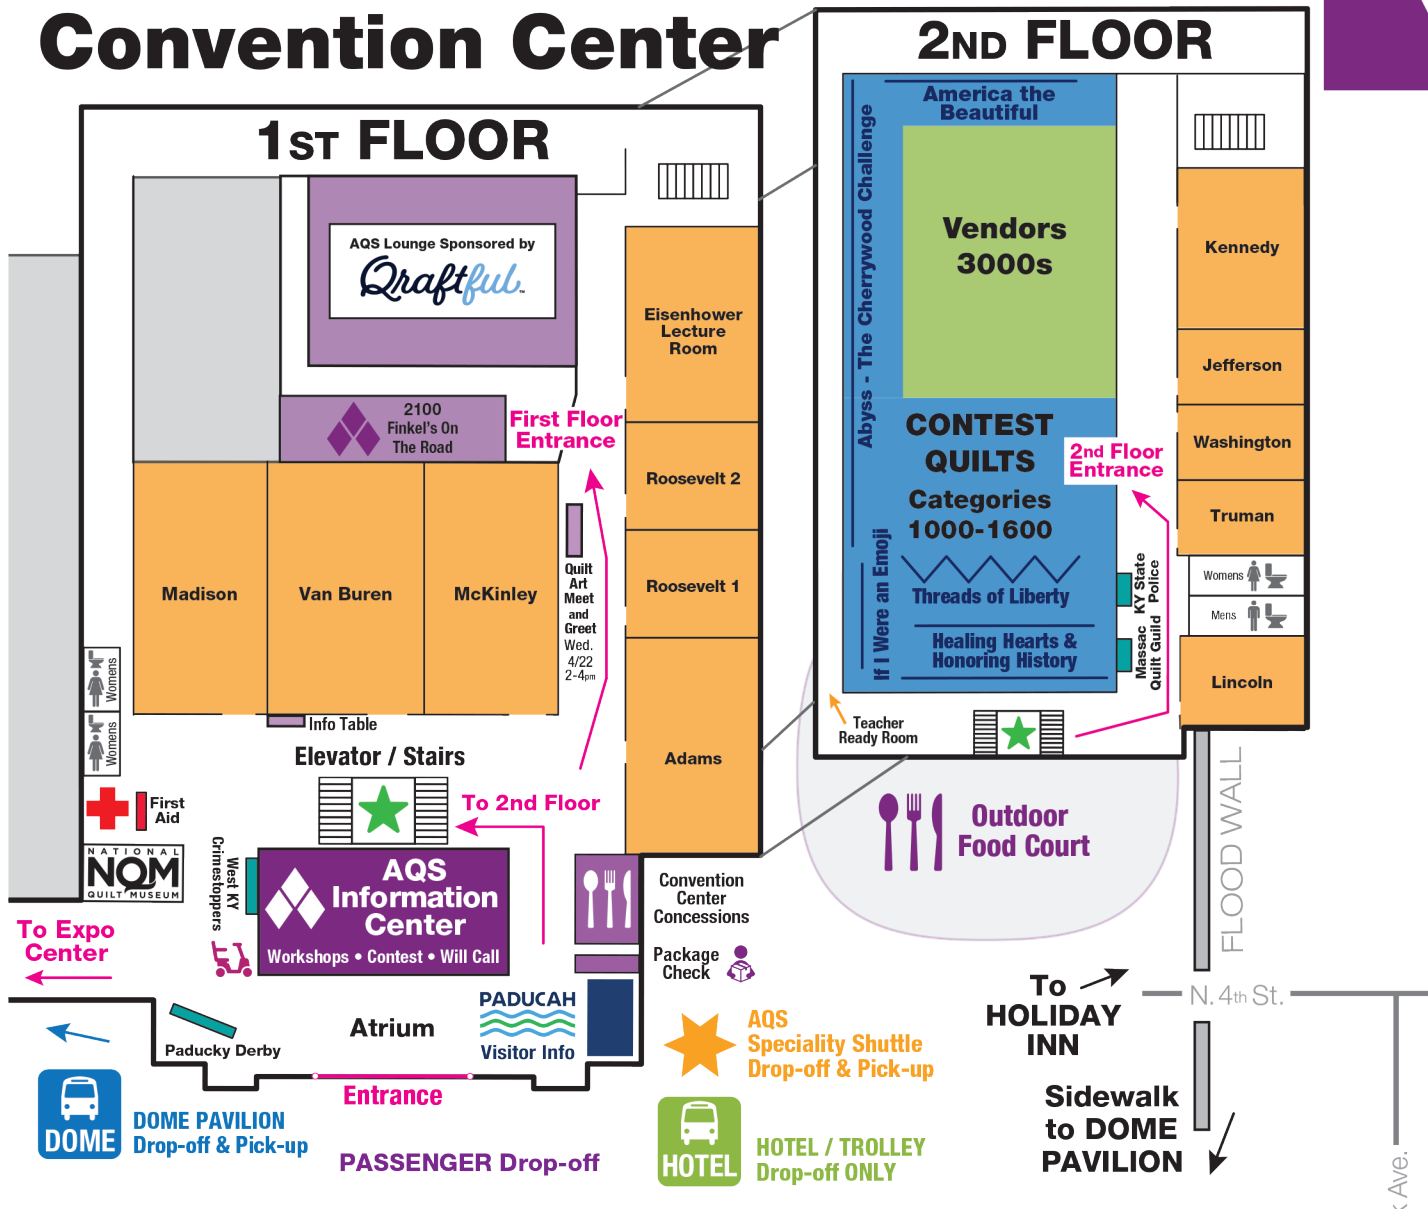 Convention Center
1ST FLOOR
AQS Lounge Sponsored by
Qraftful™
2100
Finkel's On
The Road
First Floor
Entrance
Eisenhower
Lecture
Room
Roosevelt 2
Roosevelt 1
Adams
Madison
Van Buren
McKinley
Quilt
Art
Meet
and
Greet
Wed.
4/22
2-4pm
Womens
Womens
Info Table
Elevator / Stairs
To 2nd Floor
First
Aid
NATIONAL
NQM
QUILT MUSEUM
West KY
Crimestoppers
AQS
Information
Center
Workshops • Contest • Will Call
Convention
Center
Concessions
Package
Check
To Expo
Center
Paducky Derby
Atrium
PADUCAH
Visitor Info
Entrance
DOME
DOME PAVILION
Drop-off & Pick-up
PASSENGER Drop-off
AQS
Speciality Shuttle
Drop-off & Pick-up
HOTEL
HOTEL / TROLLEY
Drop-off ONLY
2ND FLOOR
America the
Beautiful
Abyss - The Cherrywood Challenge
Vendors
3000s
CONTEST
QUILTS
Categories
1000-1600
2nd Floor
Entrance
If I Were an Emoji
Threads of Liberty
Healing Hearts &
Honoring History
KY State
Police
Massac
Quilt Guild
Kennedy
Jefferson
Washington
Truman
Womens
Mens
Lincoln
Teacher
Ready Room
Outdoor
Food Court
FLOOD WALL
To
HOLIDAY
INN
N. 4th St.
Sidewalk
to DOME
PAVILION
Ave.